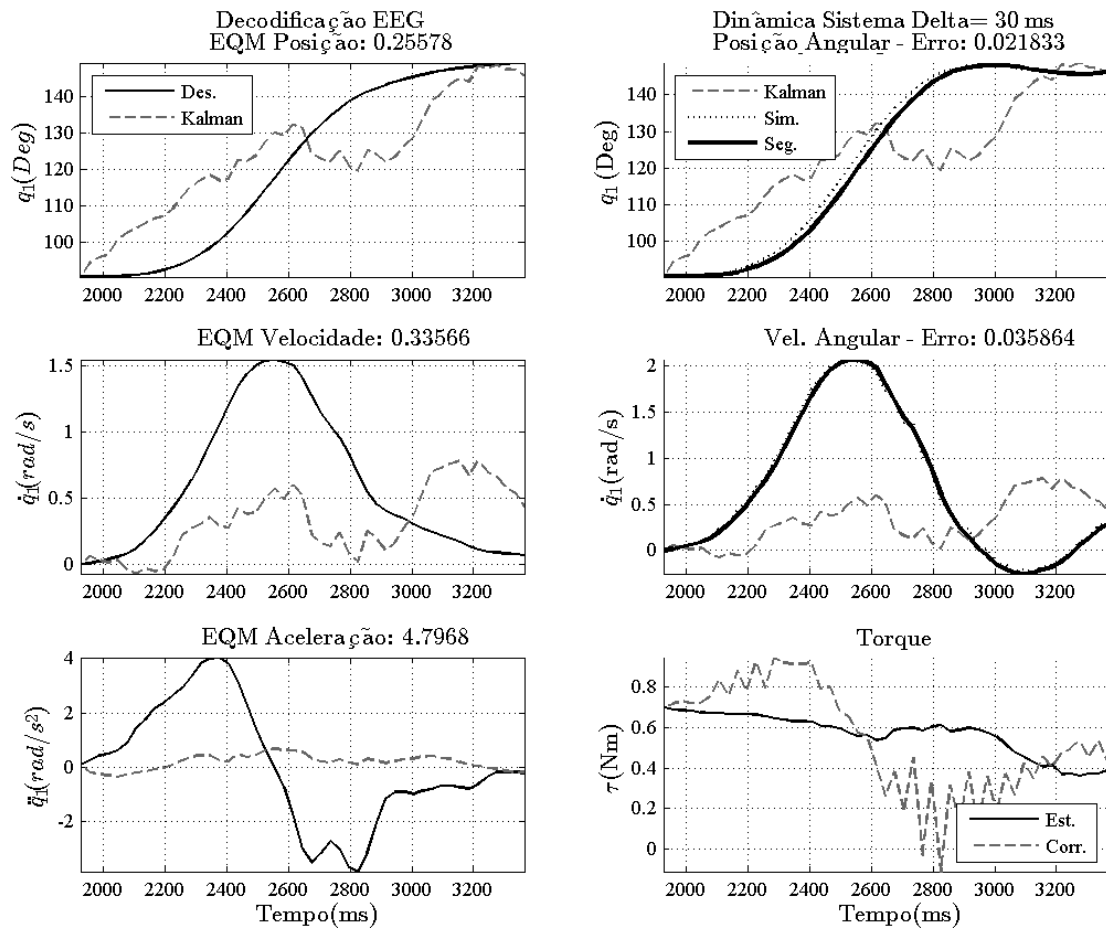 Decodificação EEG
EQM Posição: 0.25578
140
130
120
110
100
q1(Deg)
Des.
Kalman
2000 2200 2400 2600 2800 3000 3200
Dinâmica Sistema Delta= 30 ms
Posição Angular - Erro: 0.021833
140
130
120
110
100
q1 (Deg)
Kalman
Sim.
Seg.
2000 2200 2400 2600 2800 3000 3200
EQM Velocidade: 0.33566
1.5
1
0.5
0
q̇1(rad/s)
2000 2200 2400 2600 2800 3000 3200
Vel. Angular - Erro: 0.035864
2
1.5
1
0.5
0
q̇1(rad/s)
2000 2200 2400 2600 2800 3000 3200
EQM Aceleração: 4.7968
4
2
0
-2
q̈1(rad/s²)
2000 2200 2400 2600 2800 3000 3200
Tempo(ms)
Torque
0.8
0.6
0.4
0.2
0
τ(Nm)
Est.
Corr.
2000 2200 2400 2600 2800 3000 3200
Tempo(ms)